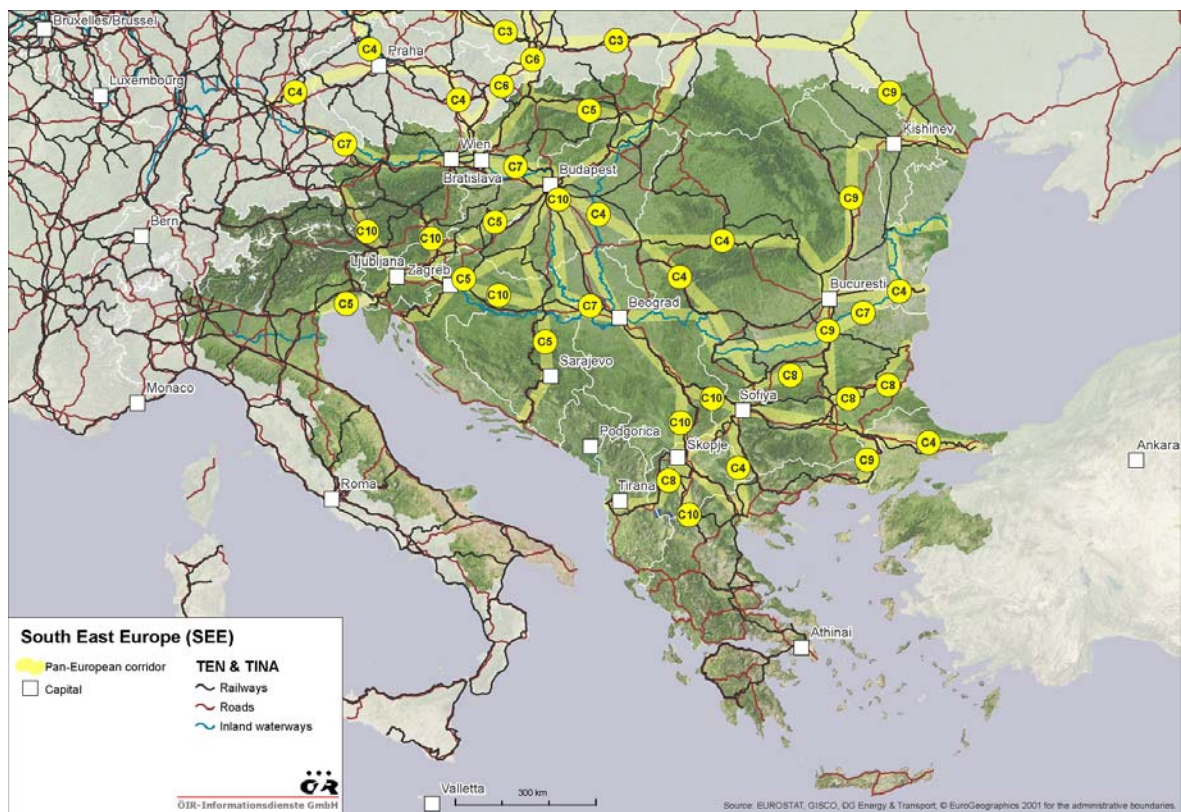 Bruxelles/Brussel
C3
C3
C4
Praha
C6
Luxembourg
C4
C4
C6
C9
C5
Kishinev
C7
Wien
Bratislava
C7
Budapest
C10
C9
C5
C4
Bern
C10
C10
C4
Ljubljana
Zagreb
C5
C4
C10
C5
C7
Beograd
Bucuresti
C4
C7
C9
C5
Sarajevo
C8
C8
C8
Monaco
C10
Sofiya
C10
Podgorica
Skopje
C4
C4
C9
Ankara
C8
Tirana
Roma
C10
Athinai
South East Europe (SEE)
Pan-European corridor
Capital
TEN & TINA
Railways
Roads
Inland waterways
ÖIR
ÖIR-Informationsdienste GmbH
Valletta
300 km
Source: EUROSTAT, GISCO, DG Energy & Transport, © EuroGeographics 2001 for the administrative boundaries.